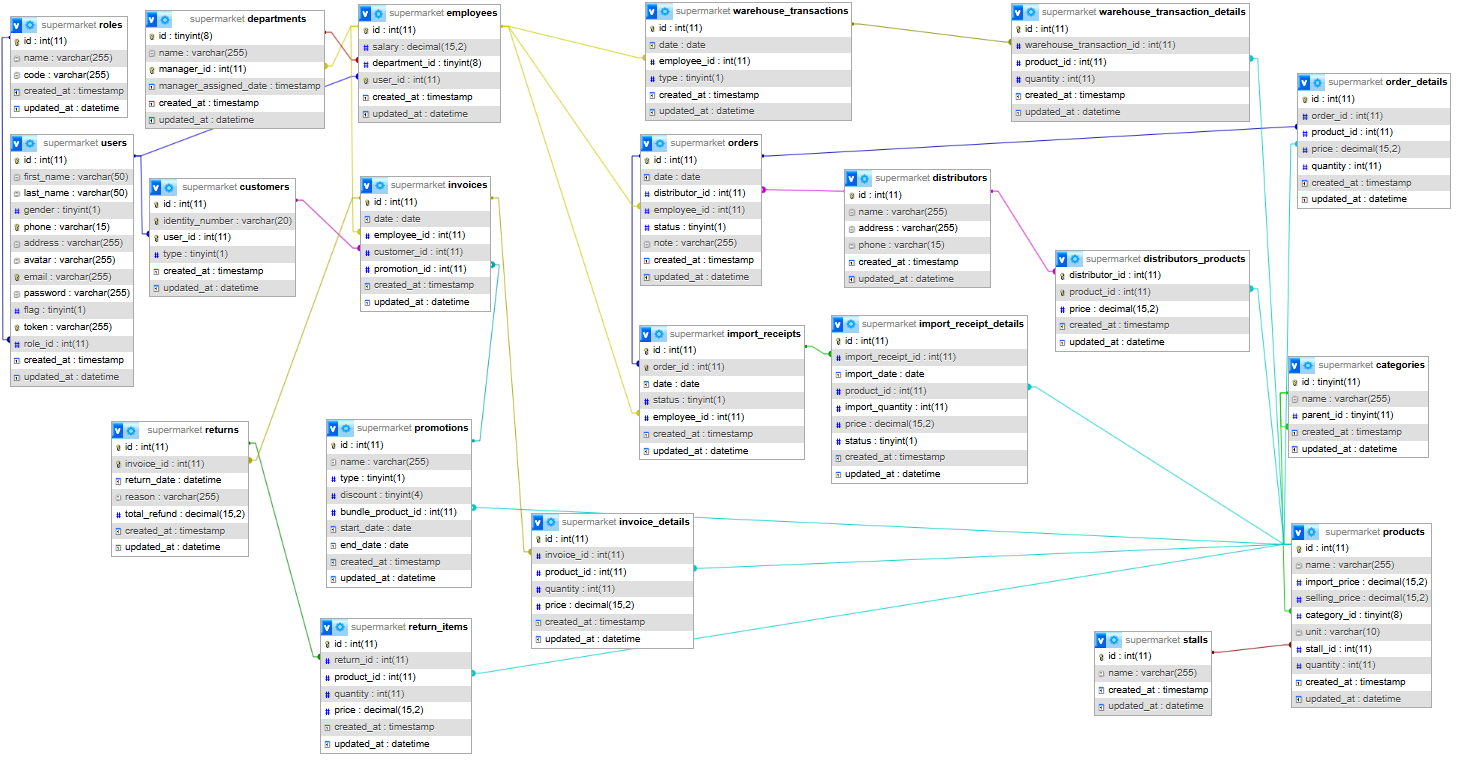 supermarket roles
id : int(11)
name : varchar(255)
code : varchar(255)
created_at : timestamp
updated_at : datetime
supermarket departments
id : tinyint(8)
name : varchar(255)
manager_id : int(11)
manager_assigned_date : timestamp
created_at : timestamp
updated_at : datetime
supermarket employees
id : int(11)
salary : decimal(15,2)
department_id : tinyint(8)
user_id : int(11)
created_at : timestamp
updated_at : datetime
supermarket warehouse_transactions
id : int(11)
date : date
employee_id : int(11)
type : tinyint(1)
created_at : timestamp
updated_at : datetime
supermarket warehouse_transaction_details
id : int(11)
warehouse_transaction_id : int(11)
product_id : int(11)
quantity : int(11)
created_at : timestamp
updated_at : datetime
supermarket order_details
id : int(11)
order_id : int(11)
product_id : int(11)
price : decimal(15,2)
quantity : int(11)
created_at : timestamp
updated_at : datetime
supermarket users
id : int(11)
first_name : varchar(50)
last_name : varchar(50)
gender : tinyint(1)
phone : varchar(15)
address : varchar(255)
avatar : varchar(255)
email : varchar(255)
password : varchar(255)
flag : tinyint(1)
token : varchar(255)
role_id : int(11)
created_at : timestamp
updated_at : datetime
supermarket customers
id : int(11)
identity_number : varchar(20)
user_id : int(11)
type : tinyint(1)
created_at : timestamp
updated_at : datetime
supermarket invoices
id : int(11)
date : date
employee_id : int(11)
customer_id : int(11)
promotion_id : int(11)
created_at : timestamp
updated_at : datetime
supermarket orders
id : int(11)
date : date
distributor_id : int(11)
employee_id : int(11)
status : tinyint(1)
note : varchar(255)
created_at : timestamp
updated_at : datetime
supermarket distributors
id : int(11)
name : varchar(255)
address : varchar(255)
phone : varchar(15)
created_at : timestamp
updated_at : datetime
supermarket distributors_products
distributor_id : int(11)
product_id : int(11)
price : decimal(15,2)
created_at : timestamp
updated_at : datetime
supermarket import_receipts
id : int(11)
order_id : int(11)
date : date
status : tinyint(1)
employee_id : int(11)
created_at : timestamp
updated_at : datetime
supermarket import_receipt_details
id : int(11)
import_receipt_id : int(11)
import_date : date
product_id : int(11)
import_quantity : int(11)
price : decimal(15,2)
status : tinyint(1)
created_at : timestamp
updated_at : datetime
supermarket categories
id : tinyint(11)
name : varchar(255)
parent_id : tinyint(11)
created_at : timestamp
updated_at : datetime
supermarket returns
id : int(11)
invoice_id : int(11)
return_date : datetime
reason : varchar(255)
total_refund : decimal(15,2)
created_at : timestamp
updated_at : datetime
supermarket promotions
id : int(11)
name : varchar(255)
type : tinyint(1)
discount : tinyint(4)
bundle_product_id : int(11)
start_date : date
end_date : date
created_at : timestamp
updated_at : datetime
supermarket invoice_details
id : int(11)
invoice_id : int(11)
product_id : int(11)
quantity : int(11)
price : decimal(15,2)
created_at : timestamp
updated_at : datetime
supermarket products
id : int(11)
name : varchar(255)
import_price : decimal(15,2)
selling_price : decimal(15,2)
category_id : tinyint(8)
unit : varchar(10)
stall_id : int(11)
quantity : int(11)
created_at : timestamp
updated_at : datetime
supermarket return_items
id : int(11)
return_id : int(11)
product_id : int(11)
quantity : int(11)
price : decimal(15,2)
created_at : timestamp
updated_at : datetime
supermarket stalls
id : int(11)
name : varchar(255)
created_at : timestamp
updated_at : datetime